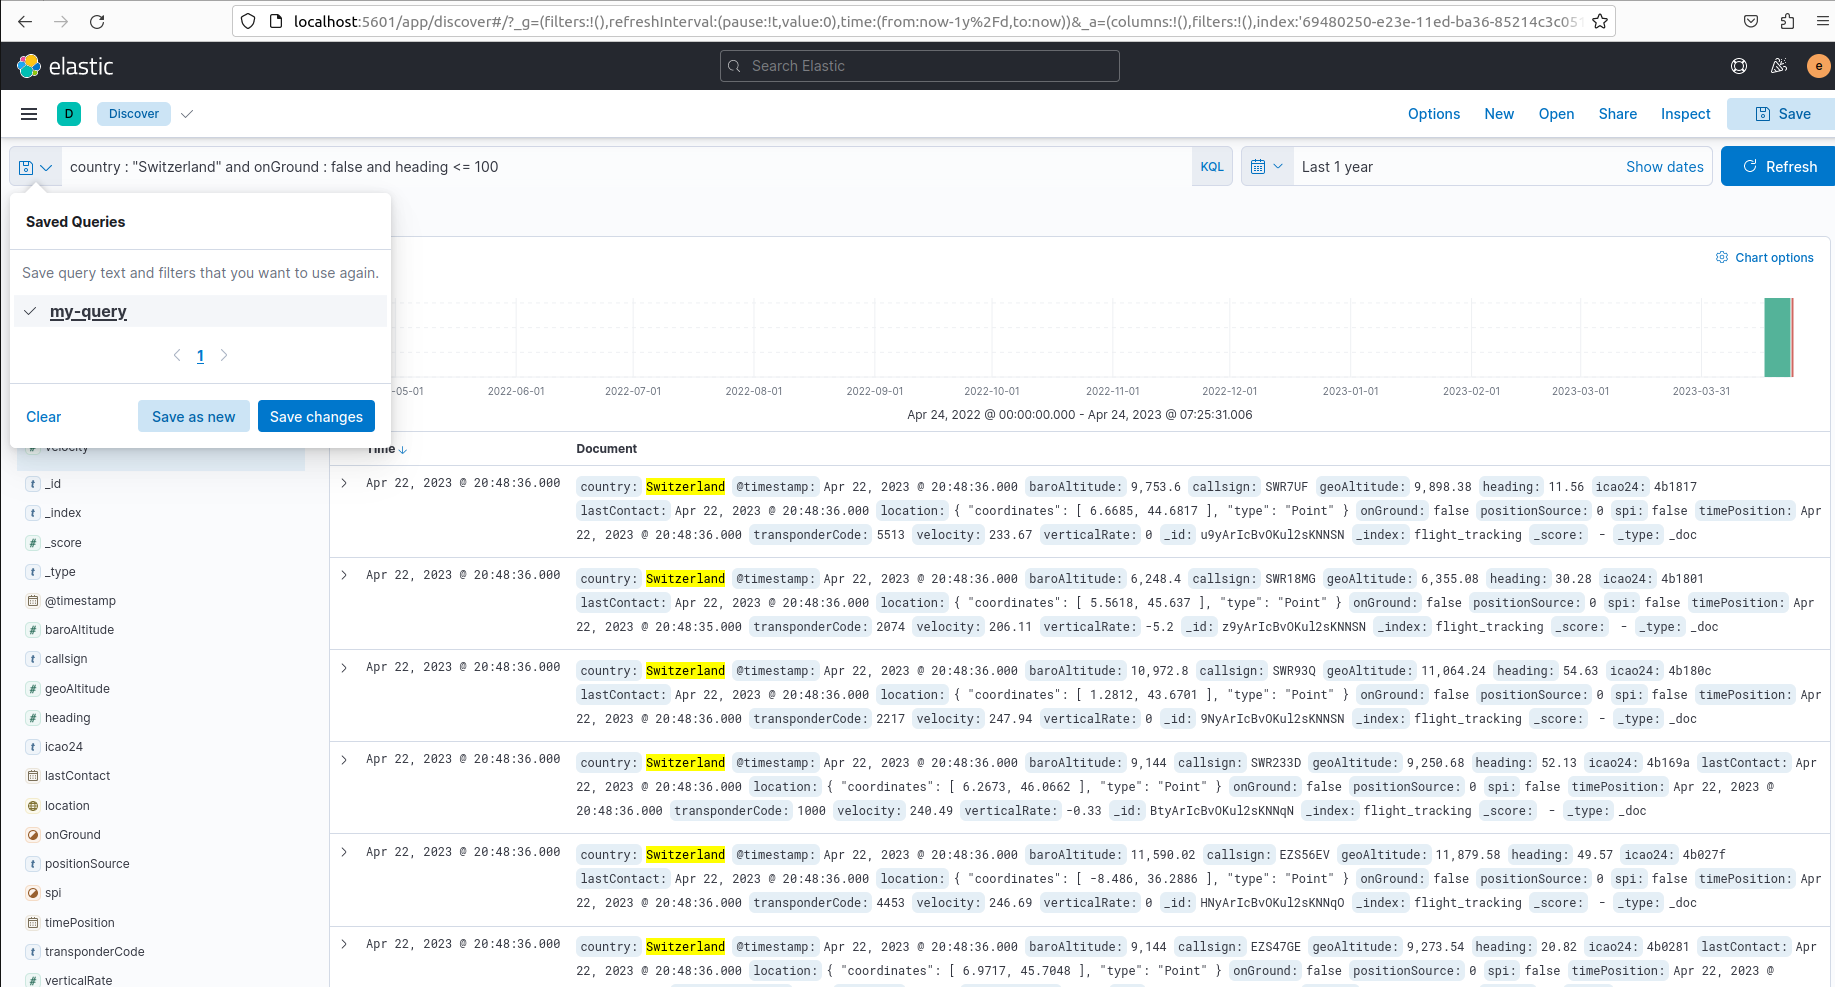 localhost:5601/app/discover#/?_g=(filters:!(),refreshInterval:(pause:!t,value:0),time:(from:now-1y%2Fd,to:now))&_a=(columns:!(),filters:!(),index:'69480250-e23e-11ed-ba36-85214c3c051
elastic
Search Elastic
e
D
Discover
Options New Open Share Inspect Save
country : "Switzerland" and onGround : false and heading <= 100
KQL
Last 1 year
Show dates
Refresh
Saved Queries
Save query text and filters that you want to use again.
my-query
1
Clear
Save as new
Save changes
Chart options
-05-01 2022-06-01 2022-07-01 2022-08-01 2022-09-01 2022-10-01 2022-11-01 2022-12-01 2023-01-01 2023-02-01 2023-03-01 2023-03-31
Apr 24, 2022 @ 00:00:00.000 - Apr 24, 2023 @ 07:25:31.006
velocity
t _id
t _index
# _score
t _type
@timestamp
# baroAltitude
t callsign
# geoAltitude
# heading
t icao24
lastContact
location
onGround
t positionSource
spi
timePosition
t transponderCode
# verticalRate
Time Document
Apr 22, 2023 @ 20:48:36.000 country: Switzerland @timestamp: Apr 22, 2023 @ 20:48:36.000 baroAltitude: 9,753.6 callsign: SWR7UF geoAltitude: 9,898.38 heading: 11.56 icao24: 4b1817
lastContact: Apr 22, 2023 @ 20:48:36.000 location: { "coordinates": [ 6.6685, 44.6817 ], "type": "Point" } onGround: false positionSource: 0 spi: false timePosition: Apr
22, 2023 @ 20:48:36.000 transponderCode: 5513 velocity: 233.67 verticalRate: 0 _id: u9yArIcBvOKul2sKNNSN _index: flight_tracking _score: - _type: _doc
Apr 22, 2023 @ 20:48:36.000 country: Switzerland @timestamp: Apr 22, 2023 @ 20:48:36.000 baroAltitude: 6,248.4 callsign: SWR18MG geoAltitude: 6,355.08 heading: 30.28 icao24: 4b1801
lastContact: Apr 22, 2023 @ 20:48:36.000 location: { "coordinates": [ 5.5618, 45.637 ], "type": "Point" } onGround: false positionSource: 0 spi: false timePosition: Apr
22, 2023 @ 20:48:35.000 transponderCode: 2074 velocity: 206.11 verticalRate: -5.2 _id: z9yArIcBvOKul2sKNNSN _index: flight_tracking _score: - _type: _doc
Apr 22, 2023 @ 20:48:36.000 country: Switzerland @timestamp: Apr 22, 2023 @ 20:48:36.000 baroAltitude: 10,972.8 callsign: SWR93Q geoAltitude: 11,064.24 heading: 54.63 icao24: 4b180c
lastContact: Apr 22, 2023 @ 20:48:36.000 location: { "coordinates": [ 1.2812, 43.6701 ], "type": "Point" } onGround: false positionSource: 0 spi: false timePosition: Apr
22, 2023 @ 20:48:36.000 transponderCode: 2217 velocity: 247.94 verticalRate: 0 _id: 9NyArIcBvOKul2sKNNSN _index: flight_tracking _score: - _type: _doc
Apr 22, 2023 @ 20:48:36.000 country: Switzerland @timestamp: Apr 22, 2023 @ 20:48:36.000 baroAltitude: 9,144 callsign: SWR233D geoAltitude: 9,250.68 heading: 52.13 icao24: 4b169a lastContact: Apr
22, 2023 @ 20:48:36.000 location: { "coordinates": [ 6.2673, 46.0662 ], "type": "Point" } onGround: false positionSource: 0 spi: false timePosition: Apr 22, 2023 @
20:48:36.000 transponderCode: 1000 velocity: 240.49 verticalRate: -0.33 _id: BtyArIcBvOKul2sKNNqN _index: flight_tracking _score: - _type: _doc
Apr 22, 2023 @ 20:48:36.000 country: Switzerland @timestamp: Apr 22, 2023 @ 20:48:36.000 baroAltitude: 11,590.02 callsign: EZS56EV geoAltitude: 11,879.58 heading: 49.57 icao24: 4b027f
lastContact: Apr 22, 2023 @ 20:48:36.000 location: { "coordinates": [ -8.486, 36.2886 ], "type": "Point" } onGround: false positionSource: 0 spi: false timePosition: Apr
22, 2023 @ 20:48:36.000 transponderCode: 4453 velocity: 246.69 verticalRate: 0 _id: HNyArIcBvOKul2sKNNqO _index: flight_tracking _score: - _type: _doc
Apr 22, 2023 @ 20:48:36.000 country: Switzerland @timestamp: Apr 22, 2023 @ 20:48:36.000 baroAltitude: 9,144 callsign: EZS47GE geoAltitude: 9,273.54 heading: 20.82 icao24: 4b0281 lastContact: Apr
22, 2023 @ 20:48:36.000 location: { "coordinates": [ 6.9717, 45.7048 ], "type": "Point" } onGround: false positionSource: 0 spi: false timePosition: Apr 22, 2023 @